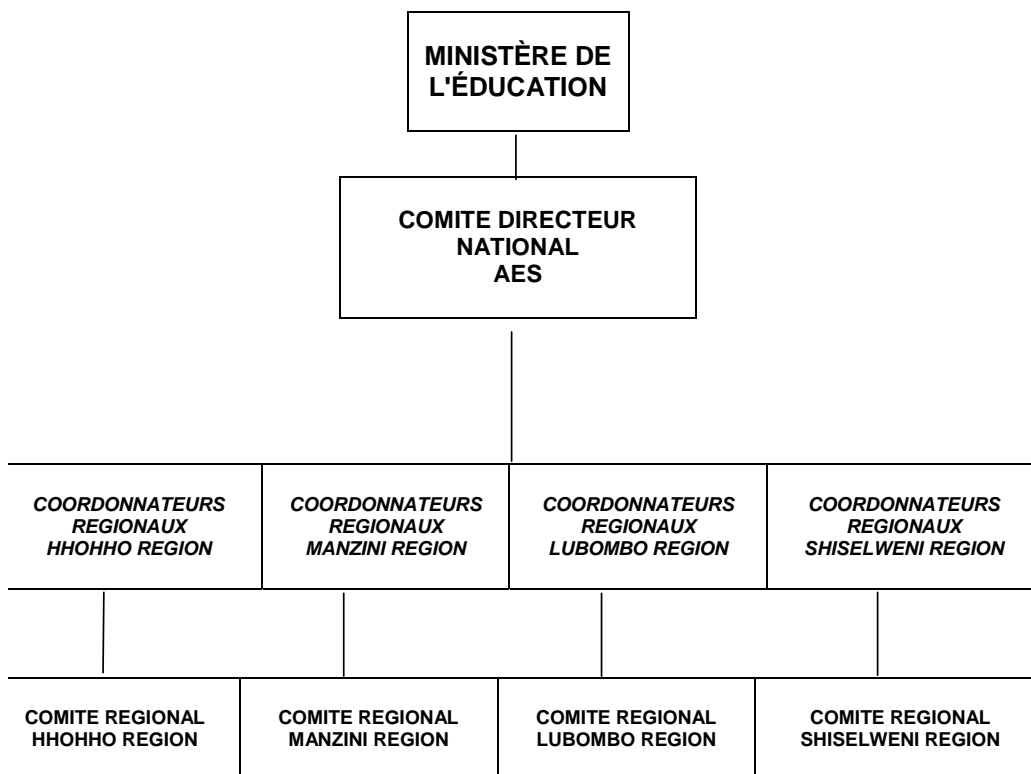 MINISTÈRE DE
L'ÉDUCATION
COMITE DIRECTEUR
NATIONAL
AES
COORDONNATEURS
REGIONAUX
HHOHHO REGION
COORDONNATEURS
REGIONAUX
MANZINI REGION
COORDONNATEURS
REGIONAUX
LUBOMBO REGION
COORDONNATEURS
REGIONAUX
SHISELWENI REGION
COMITE REGIONAL
HHOHHO REGION
COMITE REGIONAL
MANZINI REGION
COMITE REGIONAL
LUBOMBO REGION
COMITE REGIONAL
SHISELWENI REGION